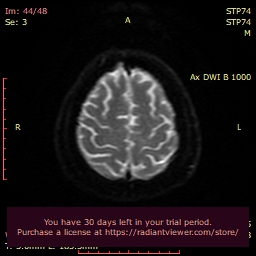 Im: 44/48
Se: 3
A
STP74
STP74
M
Ax DWI B 1000
R
L
You have 30 days left in your trial period.
Purchase a license at https://radiantviewer.com/store/